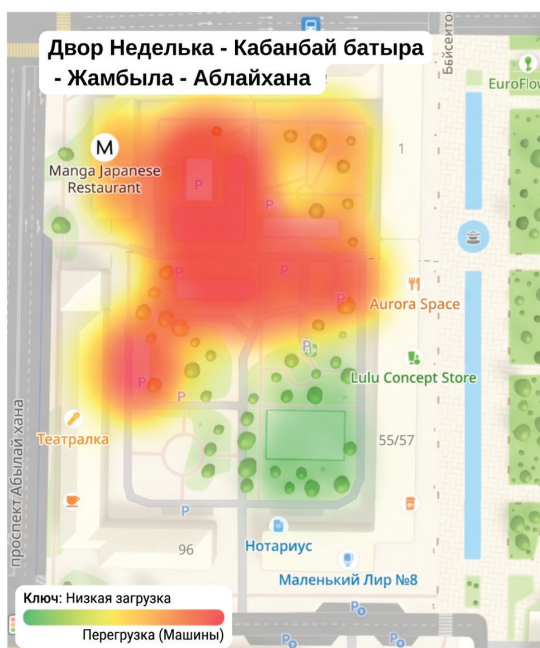 Двор Неделька - Кабанбай батыра
- Жамбыла - Аблайхана
EuroFlow
M
Manga Japanese
Restaurant
1
P
P
P
P
P
Aurora Space
P
Lulu Concept Store
P
P
проспект Абылай хана
Театралка
55/57
P
96
Нотариус
Маленький Лир №8
Ключ: Низкая загрузка
Перегрузка (Машины)
P
P
P